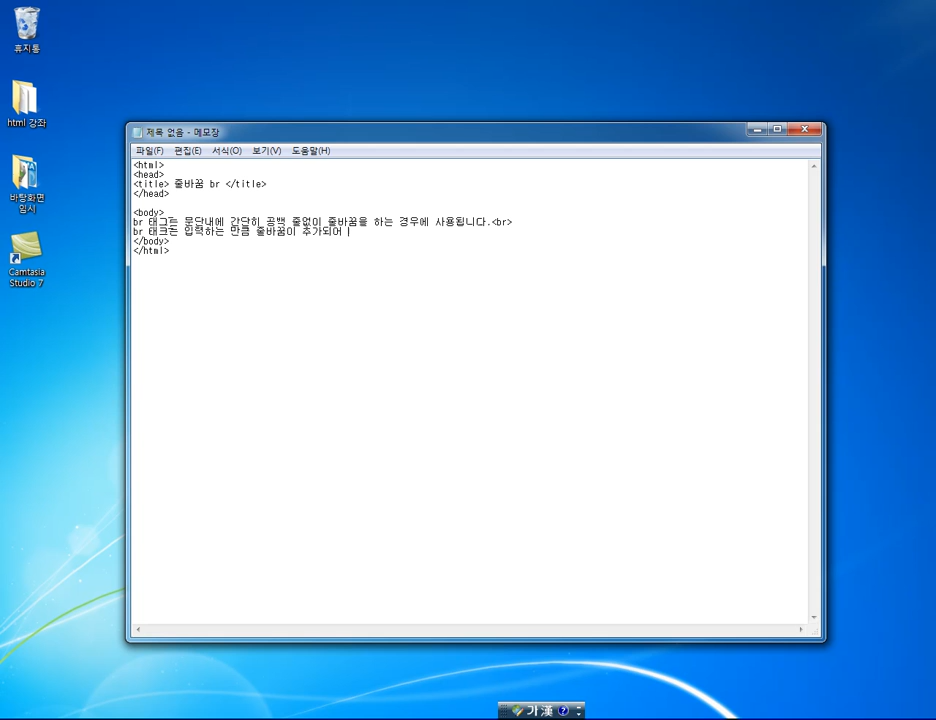 휴지통
html 강좌
바탕화면
임시
Camtasia
Studio 7
제목 없음 - 메모장
파일(F) 편집(E) 서식(O) 보기(V) 도움말(H)
<html>
<head>
<title> 줄바꿈 br </title>
</head>
<body>
br 태그는 문단내에 간단히 공백 줄없이 줄바꿈을 하는 경우에 사용됩니다.<br>
br 태크는 입력하는 만큼 줄바꿈이 추가되어
</body>
</html>
가 漢